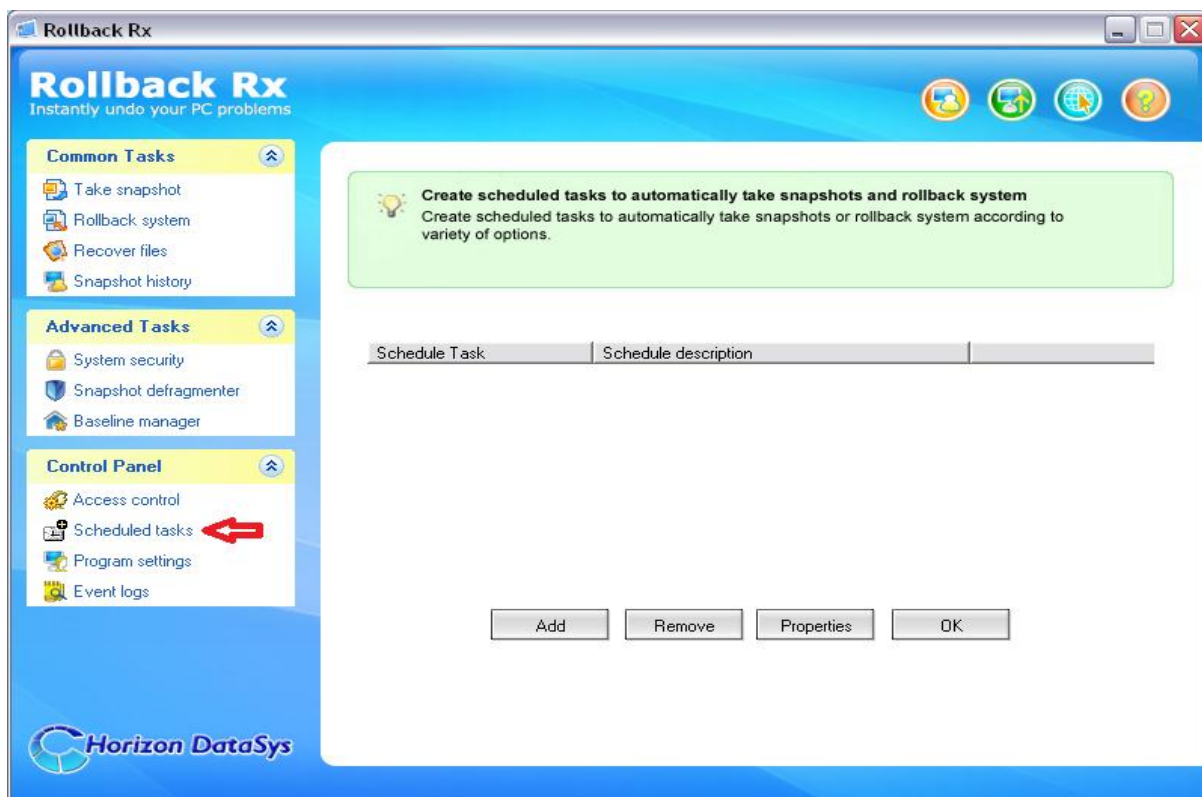 Rollback Rx
Rollback Rx
Instantly undo your PC problems
Common Tasks
Take snapshot
Rollback system
Recover files
Snapshot history
Advanced Tasks
System security
Snapshot defragmenter
Baseline manager
Control Panel
Access control
Scheduled tasks
Program settings
Event logs
Horizon DataSys
Create scheduled tasks to automatically take snapshots and rollback system
Create scheduled tasks to automatically take snapshots or rollback system according to
variety of options.
Schedule Task Schedule description
Add Remove Properties OK